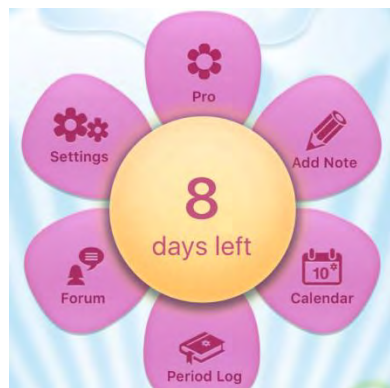 Pro
Settings
Add Note
8
days left
Forum
10
Calendar
Period Log